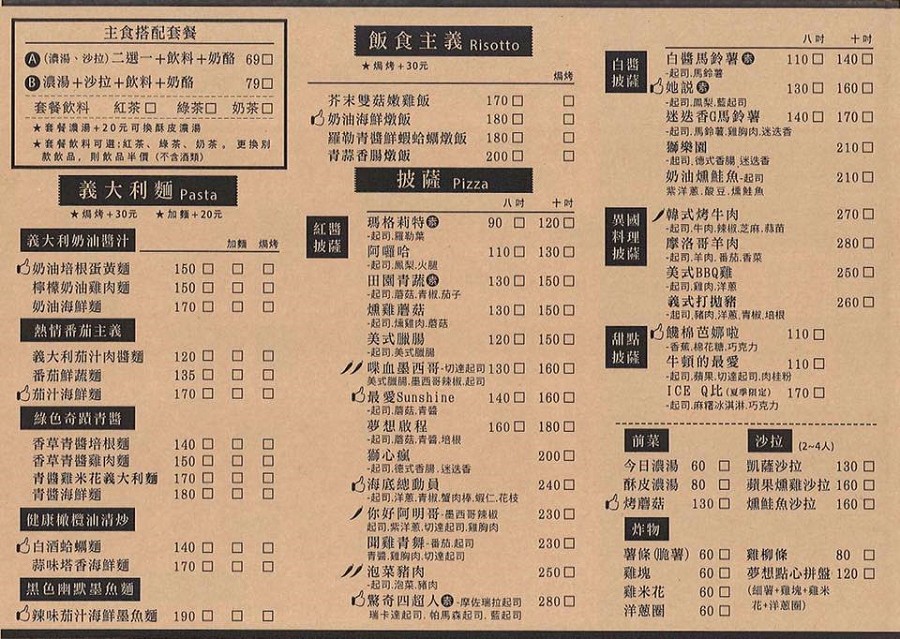 主食搭配套餐
A (濃湯、沙拉)二選一+飲料+奶酪 69□
B 濃湯+沙拉+飲料+奶酪 79□
套餐飲料 紅茶□ 綠茶□ 奶茶□
★套餐濃湯+20元可換酥皮濃湯
★套餐飲料可選:紅茶、綠茶、奶茶。更換別
款飲品,則飲品半價 (不含酒類)
義大利麵 Pasta
★焗烤+30元 ★加麵+20元
義大利奶油醬汁 加麵 焗烤
奶油培根蛋黃麵 150 □ □ □
檸檬奶油雞肉麵 150 □ □ □
奶油海鮮麵 170 □ □ □
熱情番茄主義
義大利茄汁肉醬麵 120 □ □ □
番茄鮮蔬麵 135 □ □ □
茄汁海鮮麵 170 □ □ □
綠色奇蹟青醬
香草青醬培根麵 140 □ □ □
香草青醬雞肉麵 150 □ □ □
青醬雞米花義大利麵 170 □ □ □
青醬海鮮麵 180 □ □ □
健康橄欖油清炒
白酒蛤蠣麵 140 □ □ □
蒜味塔香海鮮麵 170 □ □ □
黑色幽默墨魚麵
辣味茄汁海鮮墨魚麵 190 □ □ □
飯食主義 Risotto
★焗烤+30元
焗烤
芥末雙菇嫩雞飯 170 □ □
奶油海鮮燉飯 180 □ □
羅勒青醬鮮蝦蛤蠣燉飯 180 □ □
青蒜香腸燉飯 200 □ □
披薩 Pizza
八吋 十吋
紅醬
披薩
瑪格莉特素 90 □ 120 □
-起司,羅勒葉
阿囉哈 110 □ 130 □
-起司,鳳梨,火腿
田園青蔬素 130 □ 150 □
-起司,蘑菇,青椒,茄子
燻雞蘑菇 130 □ 150 □
-起司,燻雞肉,蘑菇
美式臘腸 120 □ 150 □
-起司,美式臘腸
喋血墨西哥-切達起司 130 □ 160 □
美式臘腸,墨西哥辣椒,起司
最愛Sunshine 140 □ 160 □
-起司,蘑菇,青醬
夢想啟程 160 □ 180 □
-起司,蘑菇,青醬,培根
獅心瘋 200 □
-起司,德式香腸,迷迭香
海底總動員 240 □
-起司,洋蔥,青椒,蟹肉棒,蝦仁,花枝
你好阿明哥-墨西哥辣椒 230 □
起司,紫洋蔥,切達起司,雞胸肉
聞雞青舞-番茄,起司 230 □
青醬,雞胸肉,切達起司
泡菜豬肉 250 □
-起司,泡菜,豬肉
驚奇四超人素-摩佐瑞拉起司 280 □
瑞卡達起司,帕馬森起司,藍起司
八吋 十吋
白醬
披薩
白醬馬鈴薯素 110 □ 140 □
-起司,馬鈴薯
她說素 130 □ 160 □
-起司,鳳梨,藍起司
迷迭香Q馬鈴薯 140 □ 170 □
-起司,馬鈴薯,雞胸肉,迷迭香
獅樂園 210 □
-起司,德式香腸,迷迭香
奶油燻鮭魚-起司 210 □
紫洋蔥,酸豆,燻鮭魚
異國
料理
披薩
韓式烤牛肉 270 □
-起司,牛肉,辣椒,芝麻,蒜苗
摩洛哥羊肉 280 □
-起司,羊肉,番茄,香菜
美式BBQ雞 250 □
-起司,雞肉,洋蔥
義式打拋豬 260 □
-起司,豬肉,洋蔥,青椒,培根
甜點
披薩
饑棉芭娜啦 110 □
-香蕉,棉花糖,巧克力
牛頓的最愛 110 □
-起司,蘋果,切達起司,肉桂粉
ICE Q比(夏季限定) 170 □
-起司,麻糬冰淇淋,巧克力
前菜
今日濃湯 60 □
酥皮濃湯 80 □
烤蘑菇 130 □
沙拉 (2~4人)
凱薩沙拉 130 □
蘋果燻雞沙拉 160 □
燻鮭魚沙拉 160 □
炸物
薯條(脆薯) 60 □ 雞柳條 80 □
雞塊 60 □ 夢想點心拼盤 120 □
雞米花 60 □ (細薯+雞塊+雞米
洋蔥圈 60 □ 花+洋蔥圈)